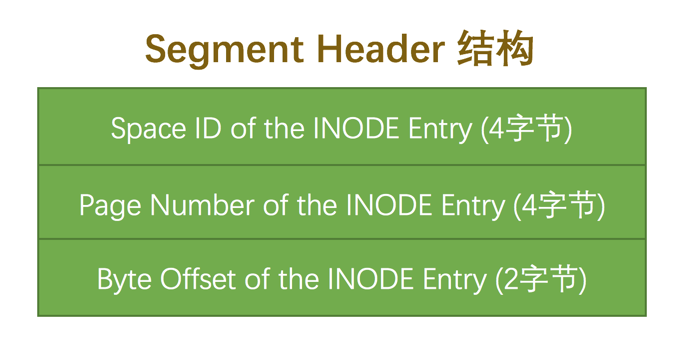 Segment Header 结构
Space ID of the INODE Entry (4字节)
Page Number of the INODE Entry (4字节)
Byte Offset of the INODE Entry (2字节)